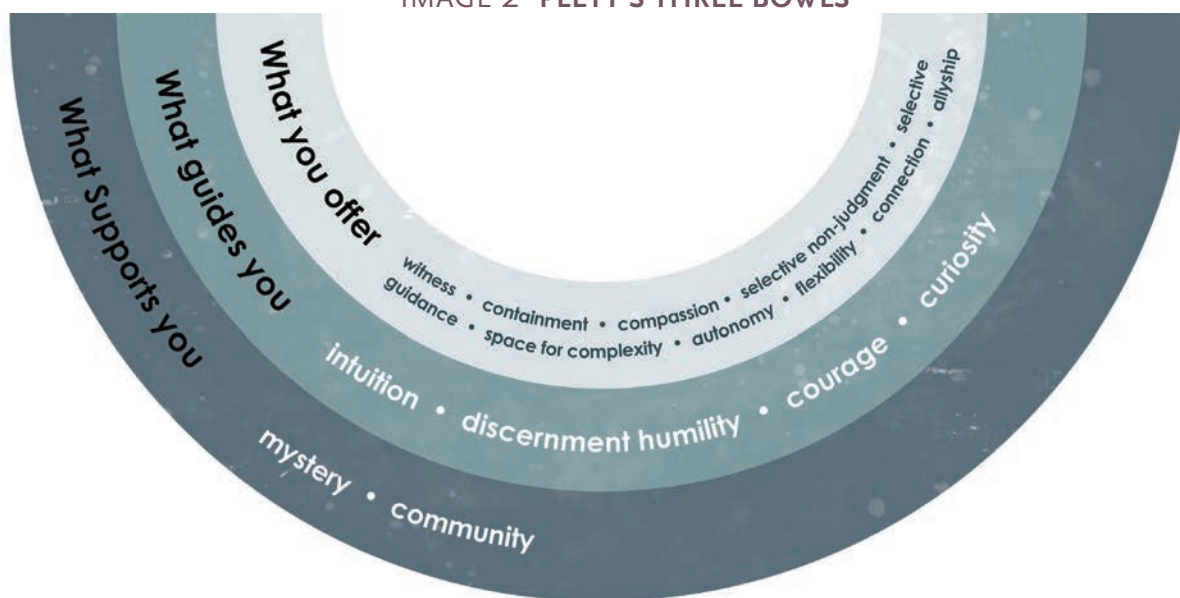 IMAGE 2 PLETT'S THREE BOWLS
What you offer
witness • containment • compassion • selective non-judgment • selective
guidance • space for complexity • autonomy • flexibility • connection • allyship
What guides you
intuition • discernment humility • courage • curiosity
What Supports you
mystery • community